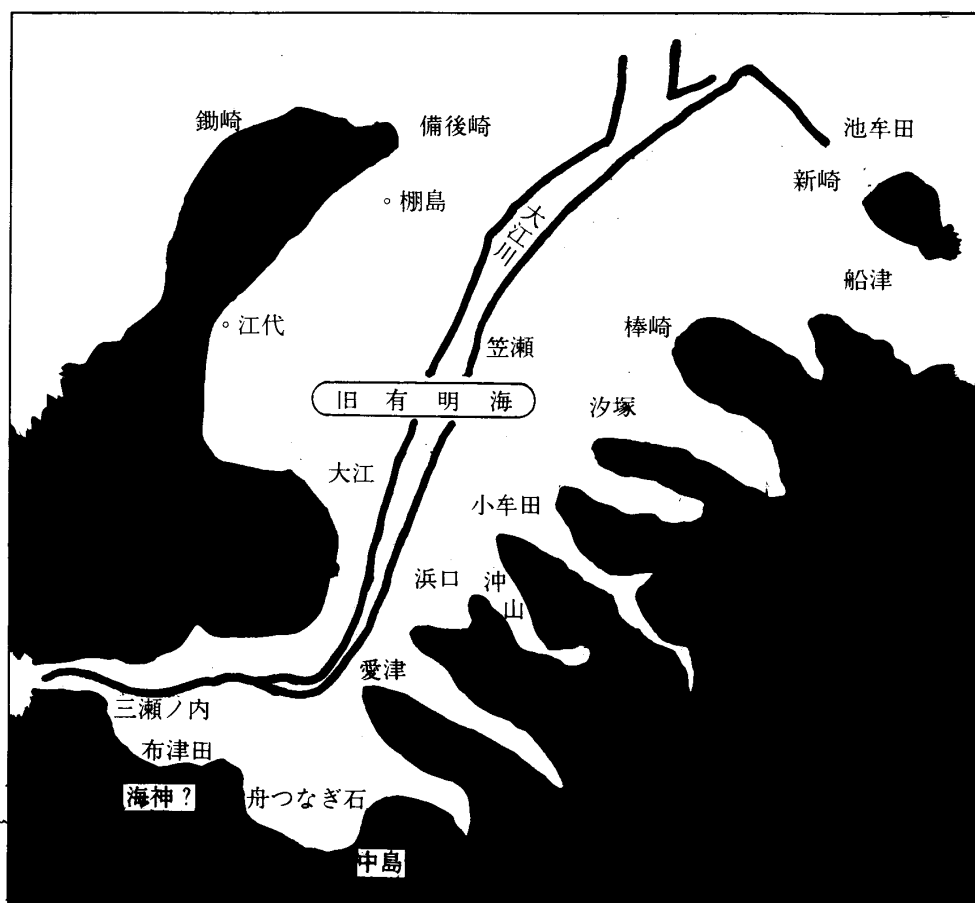 鋤崎
備後崎
池牟田
新崎
棚島
大江川
船津
江代
笠瀬
棒崎
旧有明海
汐塚
大江
小牟田
浜口
沖山
愛津
三瀬ノ内
布津田
海神?
舟つなぎ石
中島